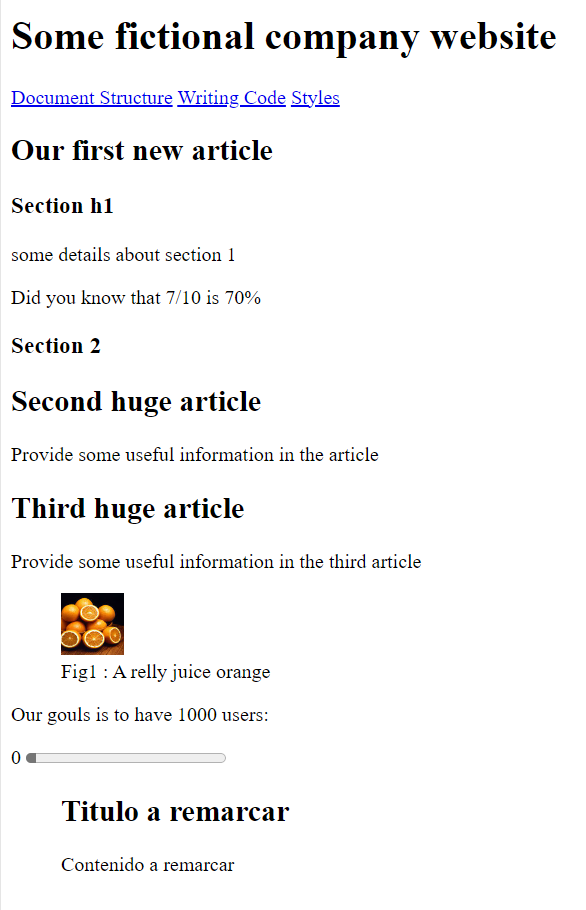 Some fictional company website
Document Structure Writing Code Styles
Our first new article
Section h1
some details about section 1
Did you know that 7/10 is 70%
Section 2
Second huge article
Provide some useful information in the article
Third huge article
Provide some useful information in the third article
Fig1 : A relly juice orange
Our gouls is to have 1000 users:
0
Titulo a remarcar
Contenido a remarcar